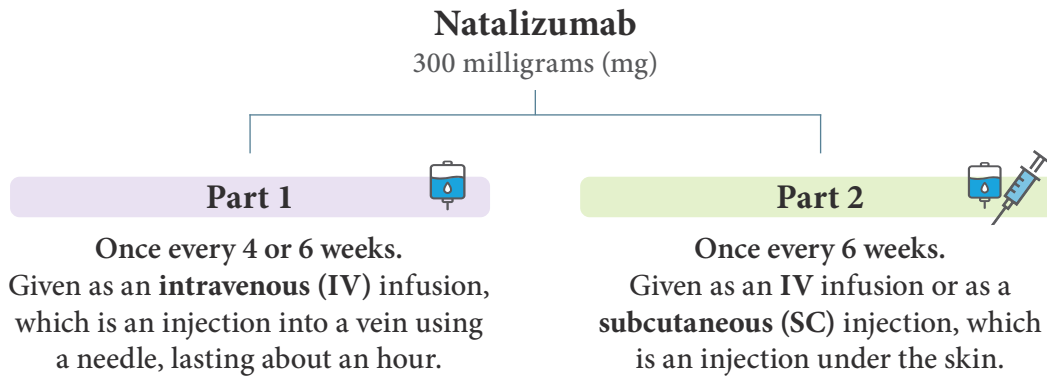 Natalizumab
300 milligrams (mg)
Part 1
Once every 4 or 6 weeks.
Given as an intravenous (IV) infusion,
which is an injection into a vein using
a needle, lasting about an hour.
Part 2
Once every 6 weeks.
Given as an IV infusion or as a
subcutaneous (SC) injection, which
is an injection under the skin.